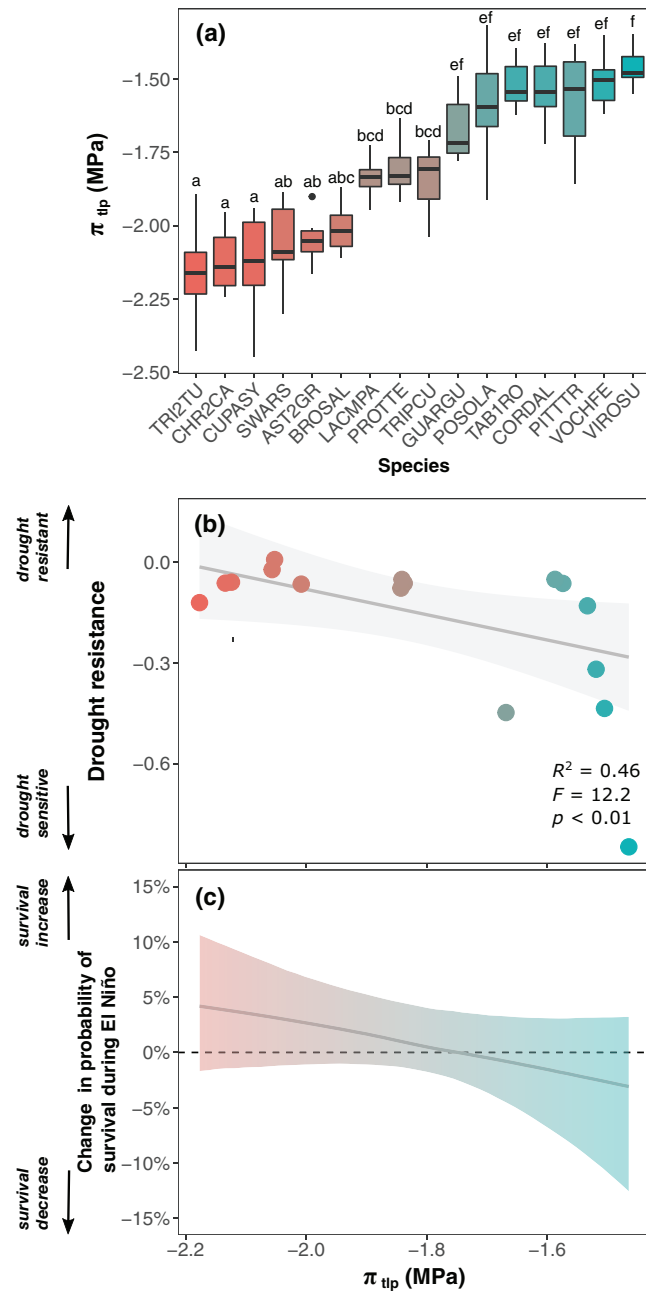 (a)
a
a
a
ab
ab
abc
bcd
bcd
bcd
ef
ef
ef
ef
ef
ef
f
π tlp (MPa)
−1.50
−1.75
−2.00
−2.25
−2.50
TRI2TU
CHR2CA
CUPASY
SWARS
AST2GR
BROSAL
LACMPA
PROTTE
TRIPCU
GUARGU
POSOLA
TAB1RO
CORDAL
PITTTR
VOCHFE
VIROSU
Species
(b)
drought
resistant
drought
sensitive
Drought resistance
0.0
−0.3
−0.6
R² = 0.46
F = 12.2
p < 0.01
(c)
survival
increase
survival
decrease
Change in probability of
survival during El Niño
15%
10%
5%
0%
−5%
−10%
−15%
−2.2
−2.0
−1.8
−1.6
π tlp (MPa)